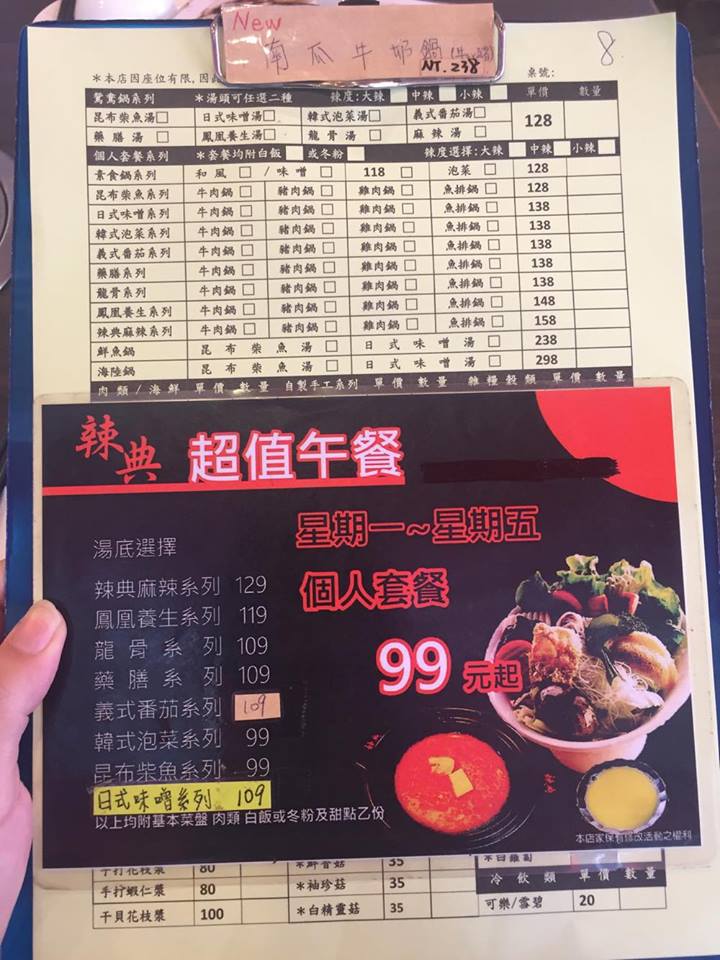 New
南瓜牛奶鍋(牛.豬)
NT.238
8
*本店因座位有限,因此
桌號:
鴛鴦鍋系列 *湯頭可任選二種 辣度:大辣□ 中辣□ 小辣□ 單價 數量
昆布柴魚湯□ 日式味噌湯□ 韓式泡菜湯□ 義式番茄湯□ 128
藥膳湯□ 鳳凰養生湯□ 龍骨湯□ 麻辣湯□
個人套餐系列 *套餐均附白飯□ 或冬粉□ 辣度選擇:大辣□ 中辣□ 小辣□
素食鍋系列 和風□ /味噌□ 118 □ 泡菜□ 128
昆布柴魚系列 牛肉鍋□ 豬肉鍋□ 雞肉鍋□ 魚排鍋□ 128
日式味噌系列 牛肉鍋□ 豬肉鍋□ 雞肉鍋□ 魚排鍋□ 138
韓式泡菜系列 牛肉鍋□ 豬肉鍋□ 雞肉鍋□ 魚排鍋□ 138
義式番茄系列 牛肉鍋□ 豬肉鍋□ 雞肉鍋□ 魚排鍋□ 138
藥膳系列 牛肉鍋□ 豬肉鍋□ 雞肉鍋□ 魚排鍋□ 138
龍骨系列 牛肉鍋□ 豬肉鍋□ 雞肉鍋□ 魚排鍋□ 138
鳳凰養生系列 牛肉鍋□ 豬肉鍋□ 雞肉鍋□ 魚排鍋□ 148
辣典麻辣系列 牛肉鍋□ 豬肉鍋□ 雞肉鍋□ 魚排鍋□ 158
鮮魚鍋 昆布柴魚湯□ 日式味噌湯□ 238
海陸鍋 昆布柴魚湯□ 日式味噌湯□ 298
肉類/海鮮 單價 數量 自製手工系列 單價 數量 雜糧穀類 單價 數量
辣典 超值午餐
星期一~星期五
個人套餐
99元起
湯底選擇
辣典麻辣系列 129
鳳凰養生系列 119
龍骨系列 109
藥膳系列 109
義式番茄系列 109
韓式泡菜系列 99
昆布柴魚系列 99
日式味噌系列 109
以上均附基本菜盤 肉類 白飯或冬粉及甜點乙份
本店家保有修改活動之權利
手打花枝漿 80 *鮮香菇 35 *白蘿蔔
手打蝦仁漿 80 *袖珍菇 35 冷飲類 單價 數量
干貝花枝漿 100 *白精靈菇 35 可樂/雪碧 20